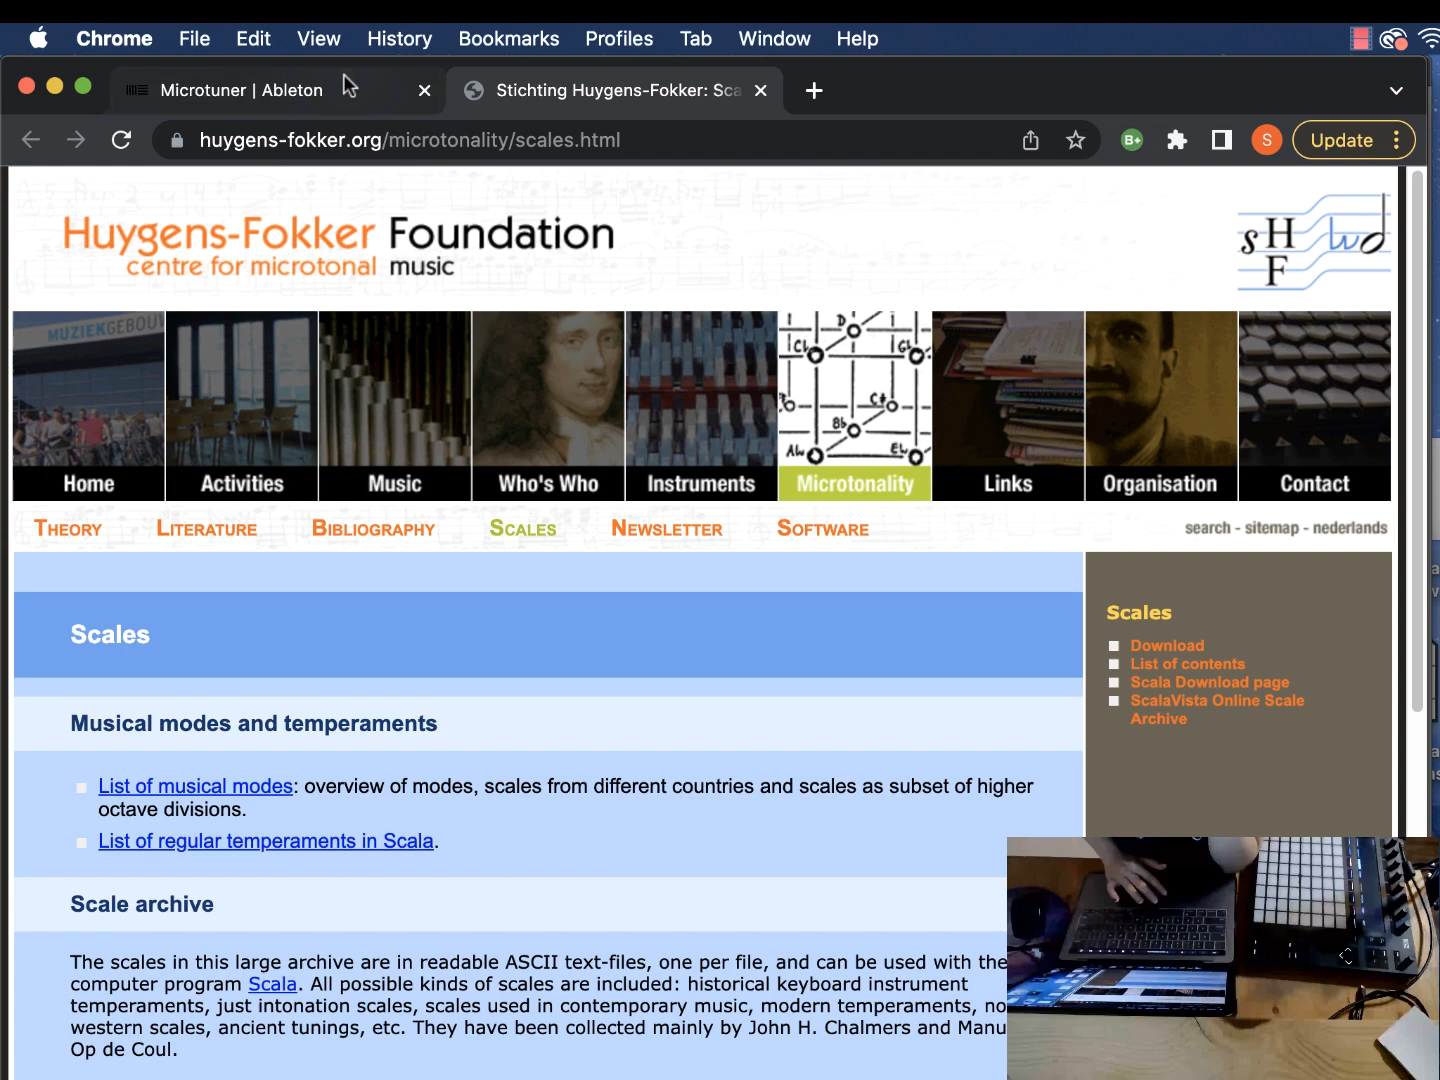 Chrome File Edit View History Bookmarks Profiles Tab Window Help
Microtuner | Ableton
Stichting Huygens-Fokker: Sca
huygens-fokker.org/microtonality/scales.html
B+
S
Update
Huygens-Fokker Foundation
centre for microtonal music
s H
F
MUZIEKGEBOU
D
Bb
Home Activities Music Who's Who Instruments Microtonality Links Organisation Contact
THEORY LITERATURE BIBLIOGRAPHY SCALES NEWSLETTER SOFTWARE
search - sitemap - nederlands
Scales
Musical modes and temperaments
List of musical modes: overview of modes, scales from different countries and scales as subset of higher
octave divisions.
List of regular temperaments in Scala.
Scale archive
The scales in this large archive are in readable ASCII text-files, one per file, and can be used with the
computer program Scala. All possible kinds of scales are included: historical keyboard instrument
temperaments, just intonation scales, scales used in contemporary music, modern temperaments, no
western scales, ancient tunings, etc. They have been collected mainly by John H. Chalmers and Manu
Op de Coul.
Scales
Download
List of contents
Scala Download page
ScalaVista Online Scale
Archive